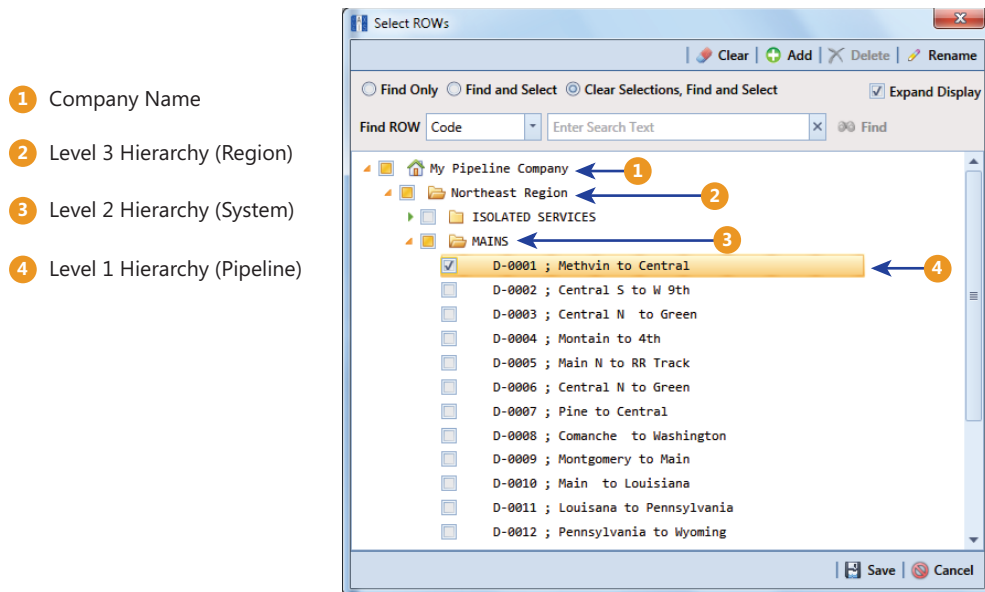 1 Company Name
2 Level 3 Hierarchy (Region)
3 Level 2 Hierarchy (System)
4 Level 1 Hierarchy (Pipeline)
Select ROWs
Clear Add Delete Rename
Find Only Find and Select Clear Selections, Find and Select Expand Display
Find ROW Code Enter Search Text Find
My Pipeline Company 1
Northeast Region 2
ISOLATED SERVICES
MAINS 3
D-0001 ; Methvin to Central 4
D-0002 ; Central S to W 9th
D-0003 ; Central N  to Green
D-0004 ; Montain to 4th
D-0005 ; Main N to RR Track
D-0006 ; Central N to Green
D-0007 ; Pine to Central
D-0008 ; Comanche  to Washington
D-0009 ; Montgomery to Main
D-0010 ; Main  to Louisiana
D-0011 ; Louisana to Pennsylvania
D-0012 ; Pennsylvania to Wyoming
Save Cancel